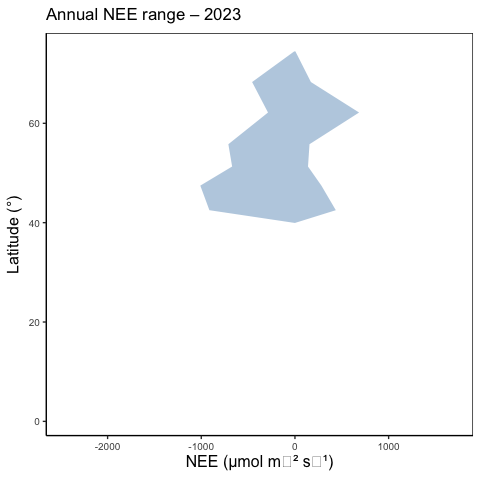 Annual NEE range – 2023
60
40
20
0
Latitude (°)
-2000 -1000 0 1000
NEE (μmol m□² s□¹)